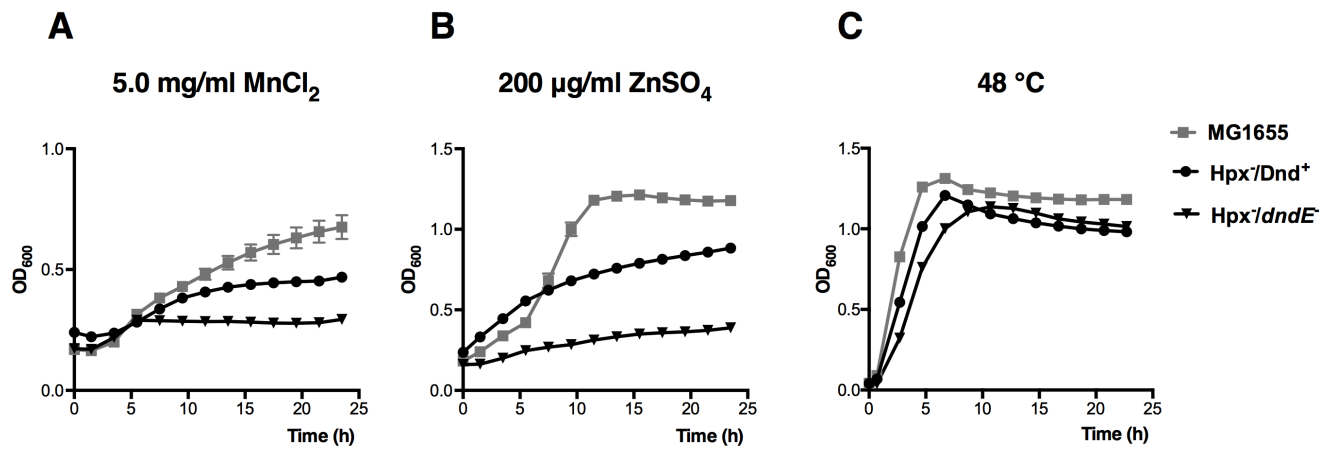 A
B
C
5.0 mg/ml MnCl₂
200 µg/ml ZnSO₄
48 °C
OD₆₀₀
1.0
0.5
0.0
0 5 10 15 20 25
Time (h)
OD₆₀₀
1.5
1.0
0.5
0.0
0 5 10 15 20 25
Time (h)
OD₆₀₀
1.5
1.0
0.5
0.0
0 5 10 15 20 25
Time (h)
MG1655
Hpx⁻/Dnd⁺
Hpx⁻/dndE⁻